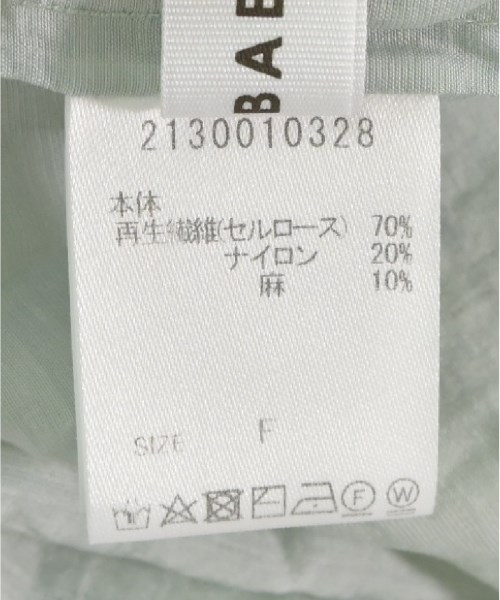 BAB
2130010328
本体
再生繊維(セルロース) 70%
ナイロン 20%
麻 10%
SIZE F
F W